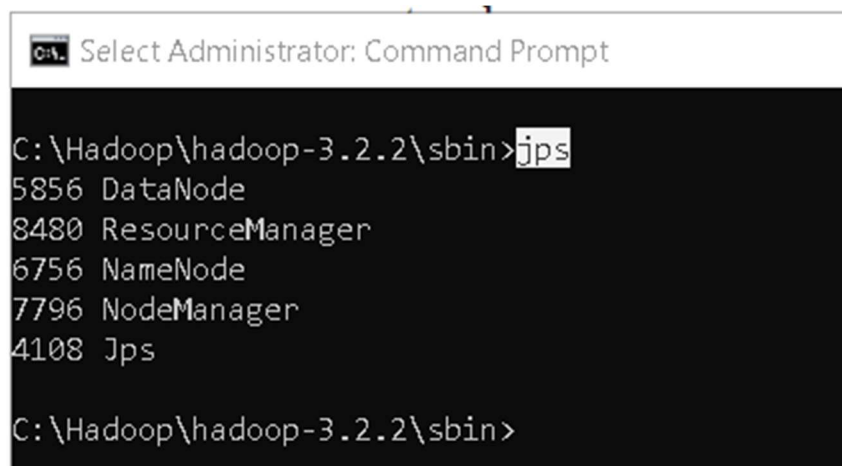 Select Administrator: Command Prompt
C:\Hadoop\hadoop-3.2.2\sbin>jps
5856 DataNode
8480 ResourceManager
6756 NameNode
7796 NodeManager
4108 Jps
C:\Hadoop\hadoop-3.2.2\sbin>